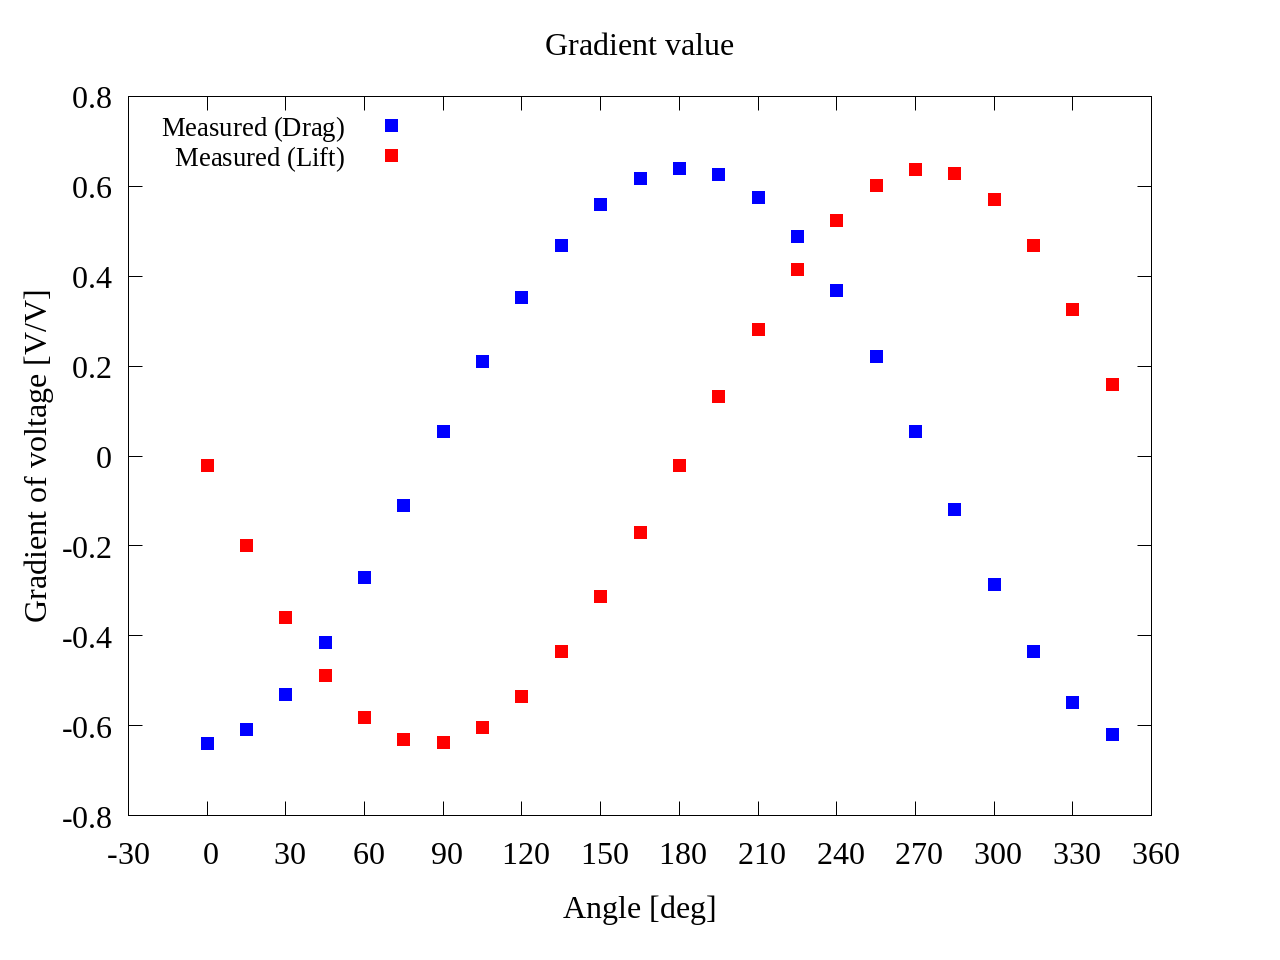 Gradient value
Measured (Drag)
Measured (Lift)
Gradient of voltage [V/V]
0.8
0.6
0.4
0.2
0
-0.2
-0.4
-0.6
-0.8
-30 0 30 60 90 120 150 180 210 240 270 300 330 360
Angle [deg]